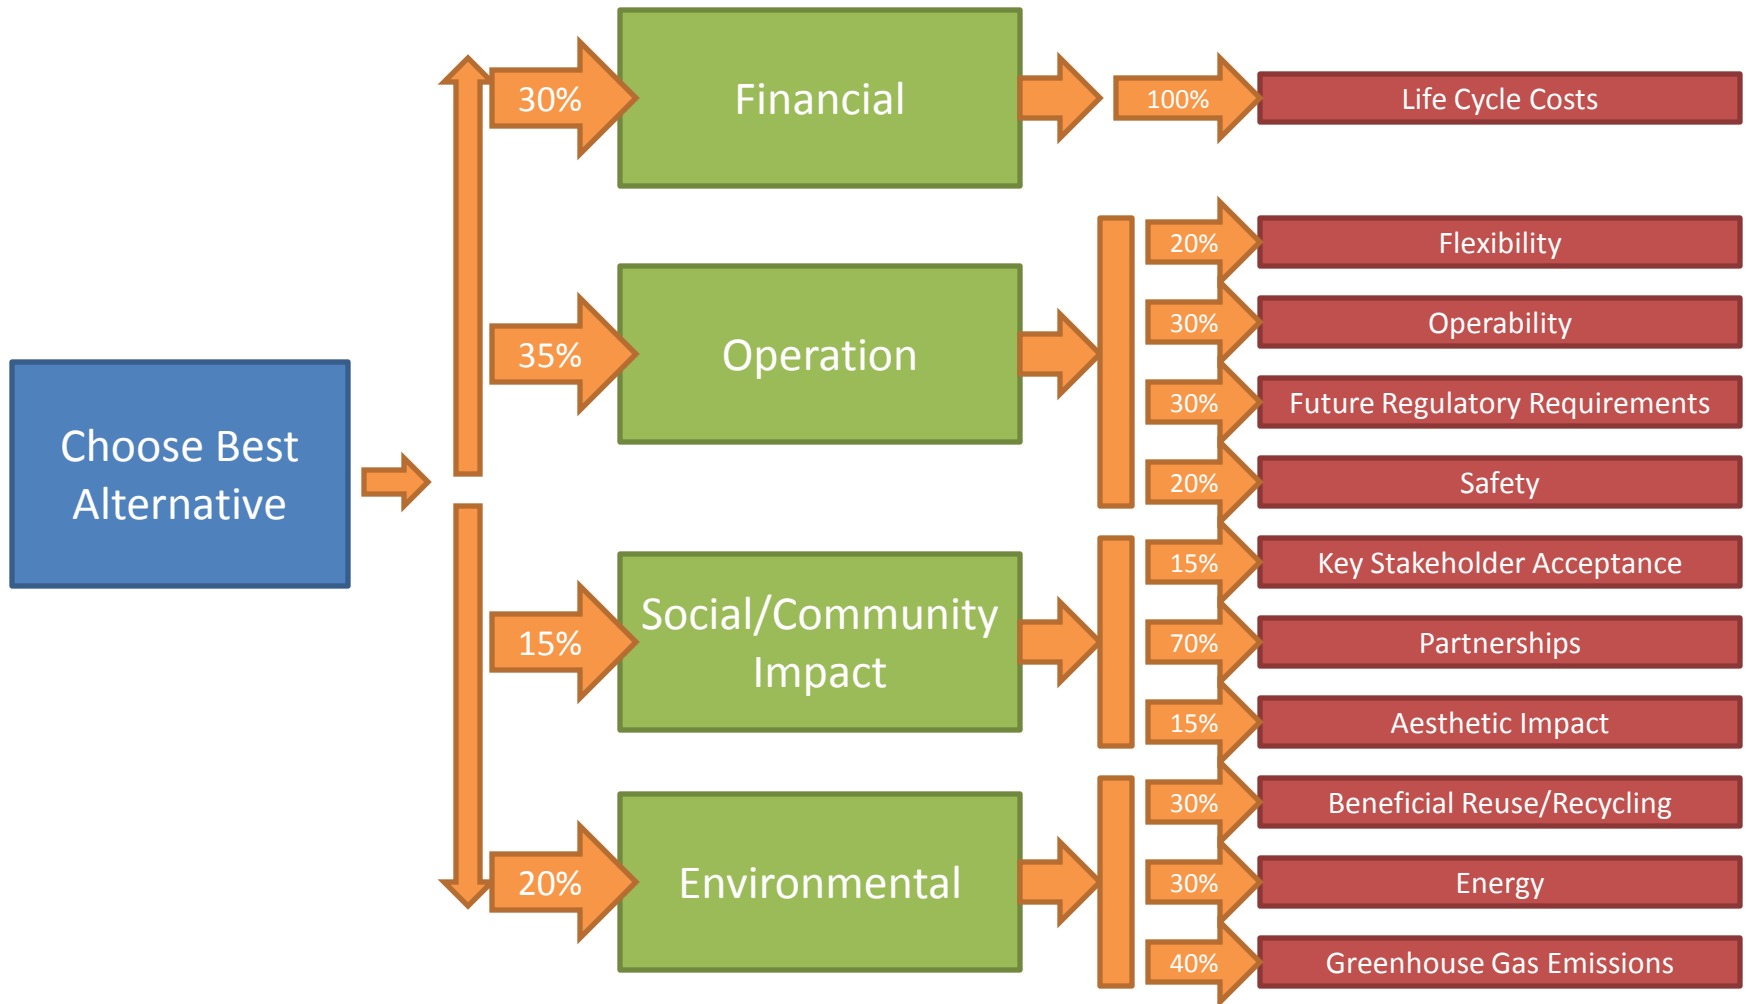 30%
Financial
100%
Life Cycle Costs
20%
Flexibility
30%
Operability
35%
Operation
30%
Future Regulatory Requirements
20%
Safety
Choose Best
Alternative
15%
Key Stakeholder Acceptance
15%
Social/Community
Impact
70%
Partnerships
15%
Aesthetic Impact
30%
Beneficial Reuse/Recycling
20%
Environmental
30%
Energy
40%
Greenhouse Gas Emissions